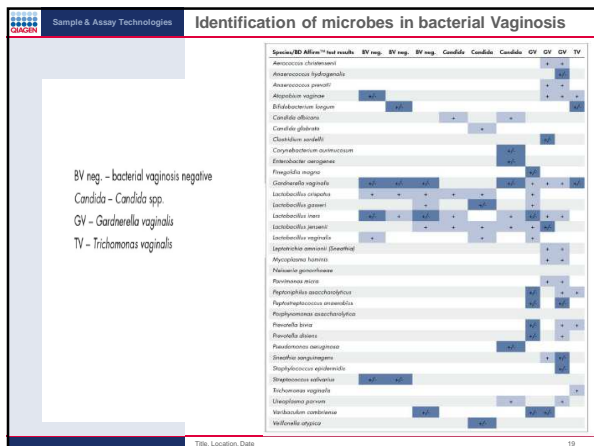 QIAGEN
Sample & Assay Technologies
Identification of microbes in bacterial Vaginosis
BV neg. – bacterial vaginosis negative
Candida – Candida spp.
GV – Gardnerella vaginalis
TV – Trichomonas vaginalis
Species/BD Affirm™ test results BV neg. BV neg. BV neg. Candida Candida Candida GV GV GV TV
Aerococcus christensenii + +
Anaerococcus hydrogenalis +/-
Anaerococcus prevotii + +
Atopobium vaginae +/- + + +
Bifidobacterium longum +/- +/-
Candida albicans + +
Candida glabrata +
Clostridium sordellii +/-
Corynebacterium aurimucosum +/-
Enterobacter aerogenes +/-
Finegoldia magna +/-
Gardnerella vaginalis +/- +/- +/- +/- + + + +/-
Lactobacillus crispatus + + + + + +
Lactobacillus gasseri + +/- +
Lactobacillus iners +/- + +/- + + +/- + +
Lactobacillus jensenii + + + + + +/-
Lactobacillus vaginalis + + +
Leptotrichia amnionii (Sneathia) + +
Mycoplasma hominis + +
Neisseria gonorrhoeae
Parvimonas micra + +
Peptoniphilus asaccharolyticus +/- + +
Peptostreptococcus anaerobius +/- +/-
Porphyromonas asaccharolytica
Prevotella bivia +/- + +
Prevotella disiens +/- +
Pseudomonas aeruginosa +/-
Sneathia sanguinegens + +/-
Staphylococcus epidermidis +/-
Streptococcus salivarius +/- +/-
Trichomonas vaginalis +
Ureaplasma parvum + +
Varibaculum cambriense +/- +/- +/-
Veillonella atypica +/-
Title, Location, Date 19